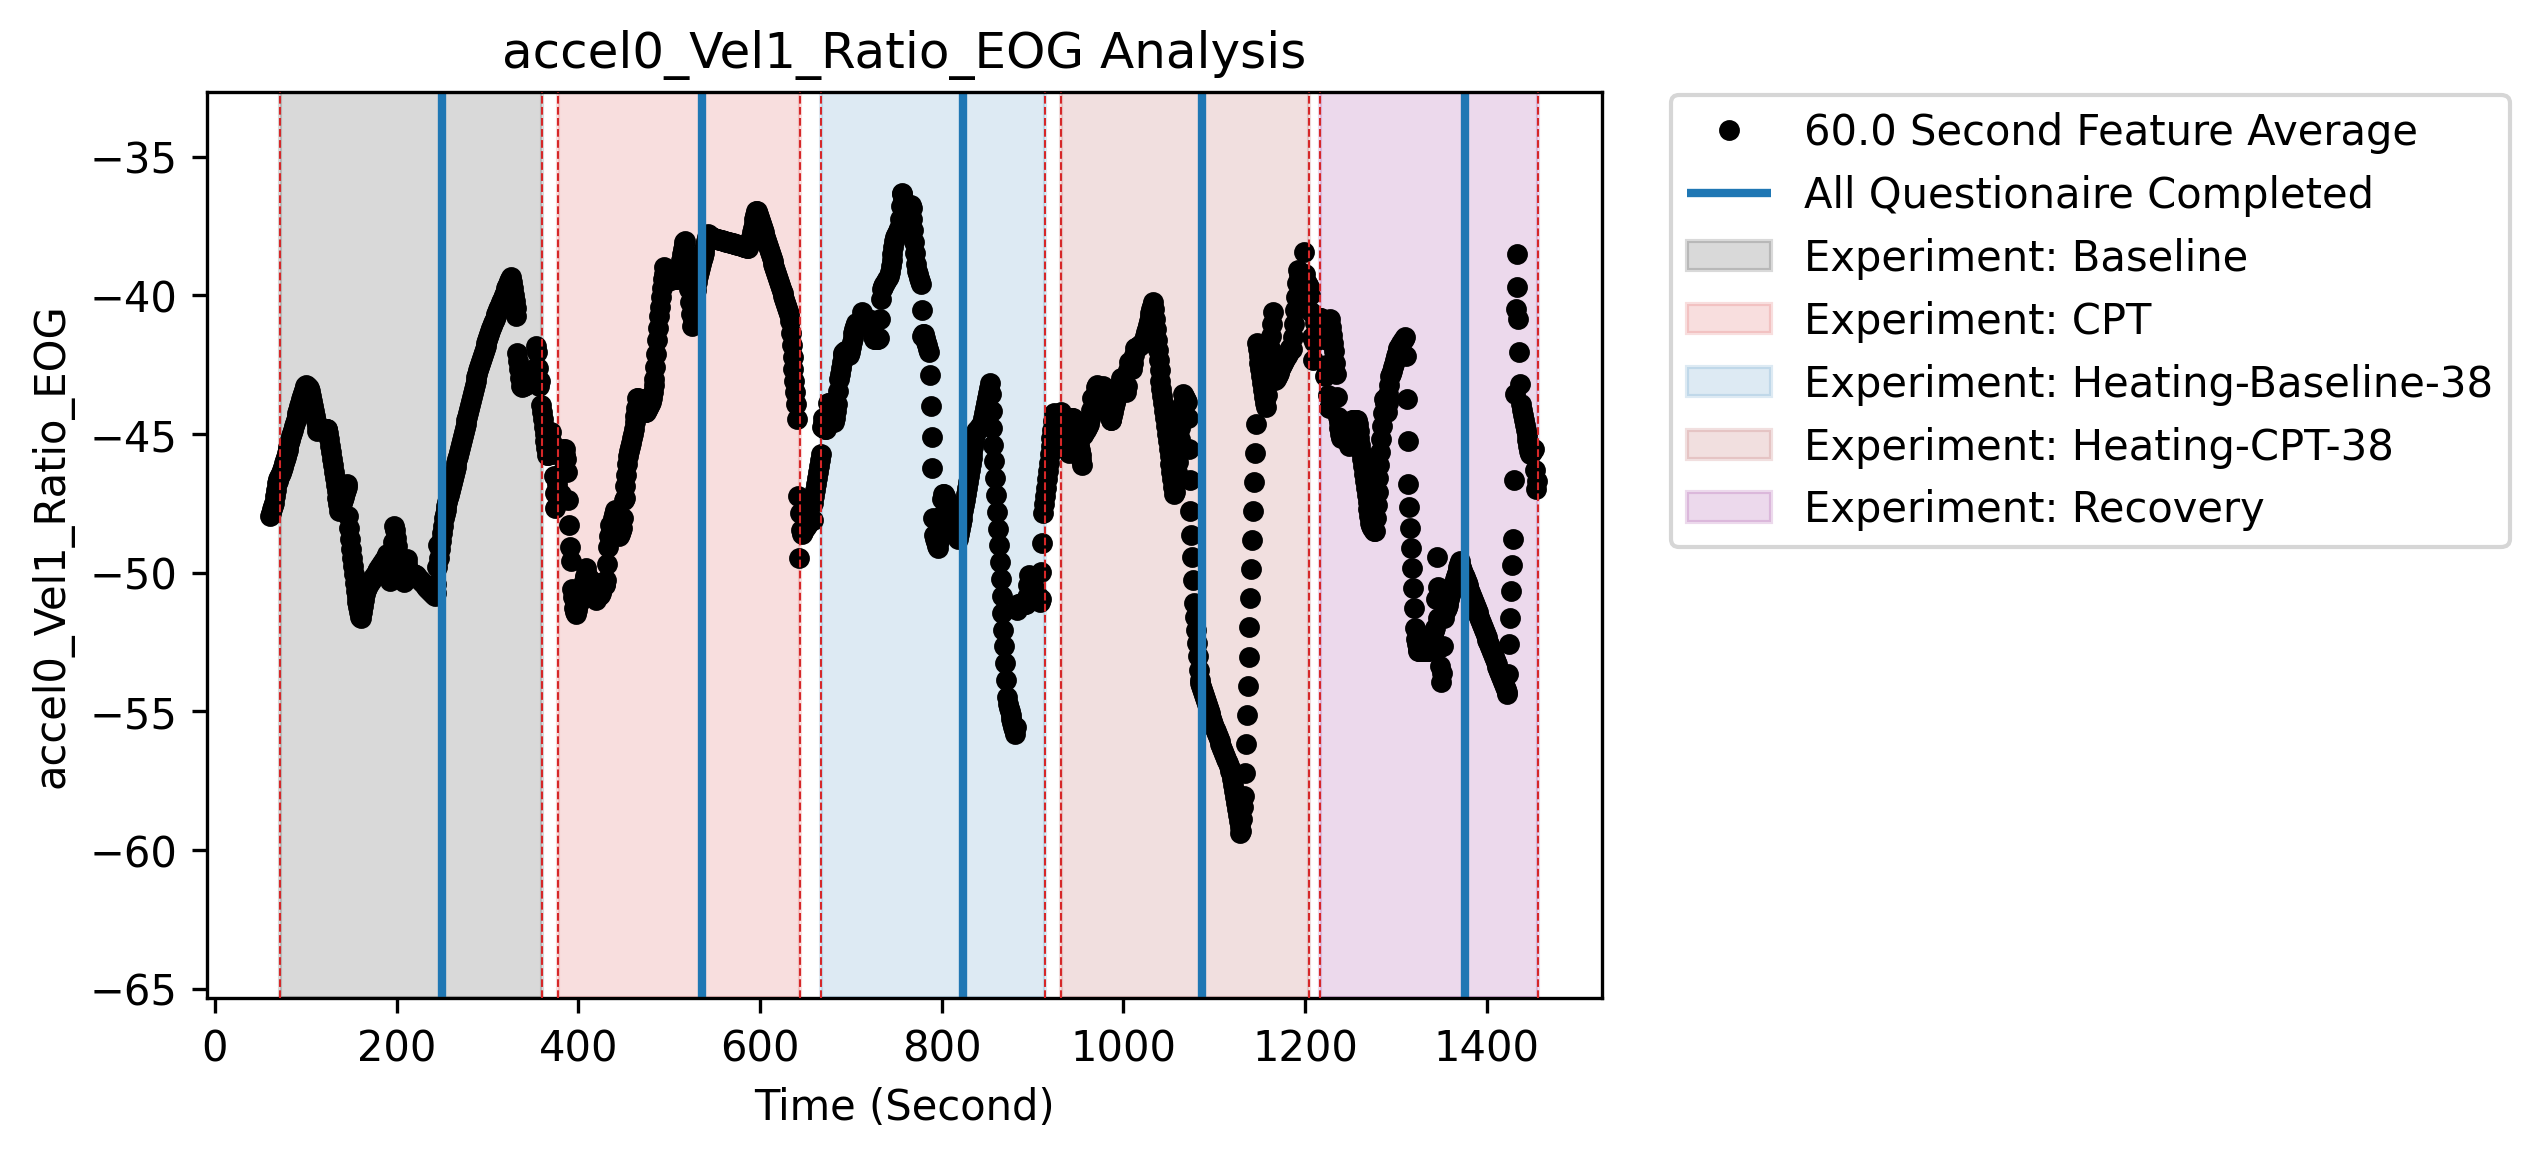 accel0_Vel1_Ratio_EOG Analysis
accel0_Vel1_Ratio_EOG
−35
−40
−45
−50
−55
−60
−65
0 200 400 600 800 1000 1200 1400
Time (Second)
60.0 Second Feature Average
All Questionaire Completed
Experiment: Baseline
Experiment: CPT
Experiment: Heating-Baseline-38
Experiment: Heating-CPT-38
Experiment: Recovery